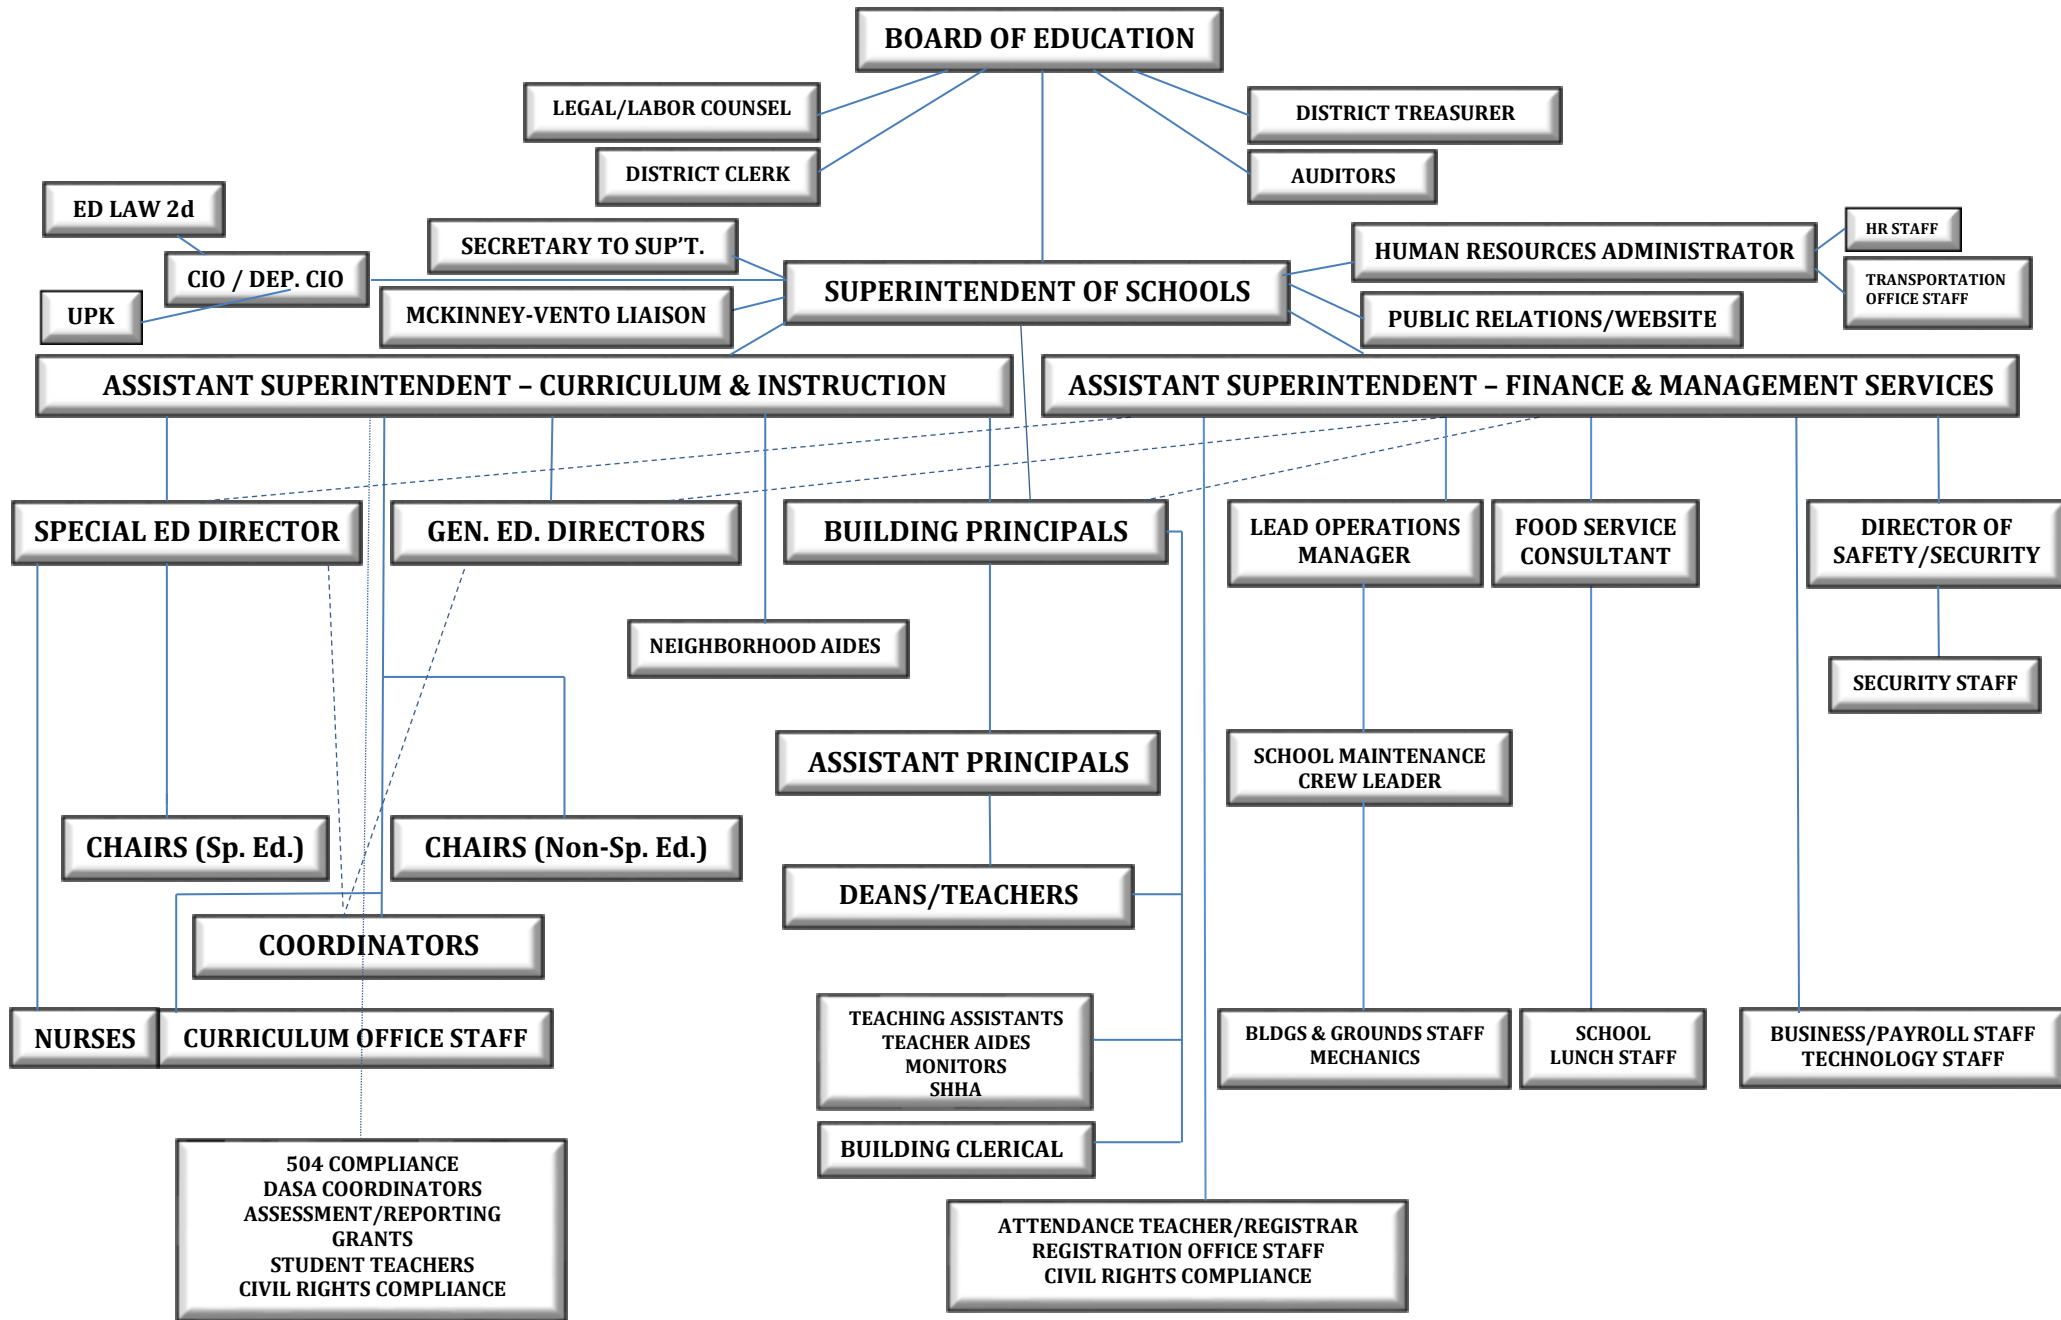 BOARD OF EDUCATION
LEGAL/LABOR COUNSEL
DISTRICT TREASURER
DISTRICT CLERK
AUDITORS
ED LAW 2d
SECRETARY TO SUP’T.
HUMAN RESOURCES ADMINISTRATOR
HR STAFF
CIO / DEP. CIO
SUPERINTENDENT OF SCHOOLS
TRANSPORTATION
OFFICE STAFF
UPK
MCKINNEY-VENTO LIAISON
PUBLIC RELATIONS/WEBSITE
ASSISTANT SUPERINTENDENT – CURRICULUM & INSTRUCTION
ASSISTANT SUPERINTENDENT – FINANCE & MANAGEMENT SERVICES
SPECIAL ED DIRECTOR
GEN. ED. DIRECTORS
BUILDING PRINCIPALS
LEAD OPERATIONS
MANAGER
FOOD SERVICE
CONSULTANT
DIRECTOR OF
SAFETY/SECURITY
NEIGHBORHOOD AIDES
SECURITY STAFF
ASSISTANT PRINCIPALS
SCHOOL MAINTENANCE
CREW LEADER
CHAIRS (Sp. Ed.)
CHAIRS (Non-Sp. Ed.)
DEANS/TEACHERS
COORDINATORS
NURSES
CURRICULUM OFFICE STAFF
TEACHING ASSISTANTS
TEACHER AIDES
MONITORS
SHHA
BLDGS & GROUNDS STAFF
MECHANICS
SCHOOL
LUNCH STAFF
BUSINESS/PAYROLL STAFF
TECHNOLOGY STAFF
BUILDING CLERICAL
504 COMPLIANCE
DASA COORDINATORS
ASSESSMENT/REPORTING
GRANTS
STUDENT TEACHERS
CIVIL RIGHTS COMPLIANCE
ATTENDANCE TEACHER/REGISTRAR
REGISTRATION OFFICE STAFF
CIVIL RIGHTS COMPLIANCE